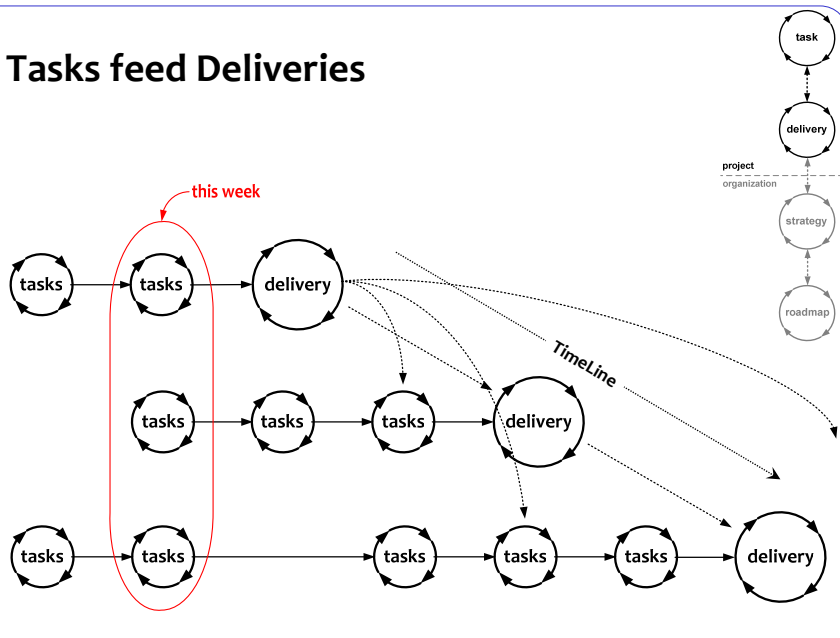 Tasks feed Deliveries
task
delivery
project
organization
strategy
roadmap
this week
tasks
tasks
delivery
TimeLine
tasks
tasks
tasks
delivery
tasks
tasks
tasks
tasks
tasks
delivery